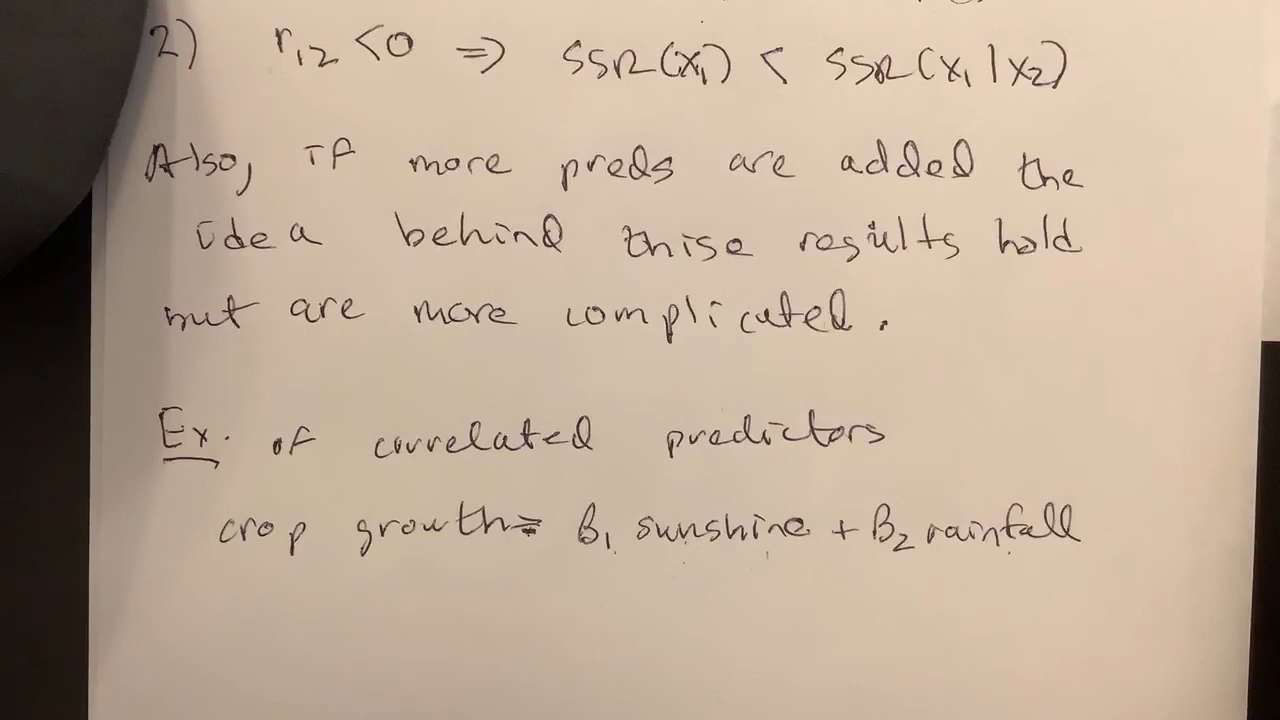 2) r₁₂ < 0 ⇒ SSR(x₁) < SSR(x₁ | x₂)
Also, if more preds are added the
idea behind thise results hold
but are more complicated.
Ex. of correlated predictors
crop growth = B₁ sunshine + B₂ rainfall